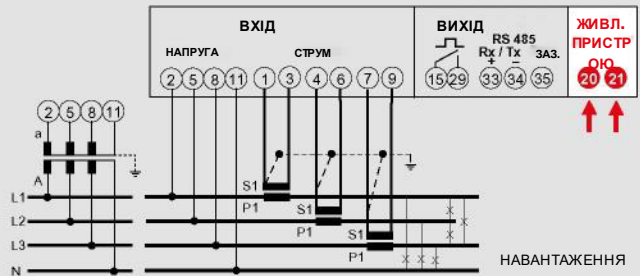 ВХІД
НАПРУГА СТРУМ
2 5 8 11 1 3 4 6 7 9
ВИХІД
RS 485
Rx / Tx ЗАЗ.
+ –
15 29 33 34 35
ЖИВЛ.
ПРИСТР
ОЮ
20 21
2 5 8 11
a
A
S1
P1
S1
P1
S1
P1
L1
L2
L3
N
НАВАНТАЖЕННЯ